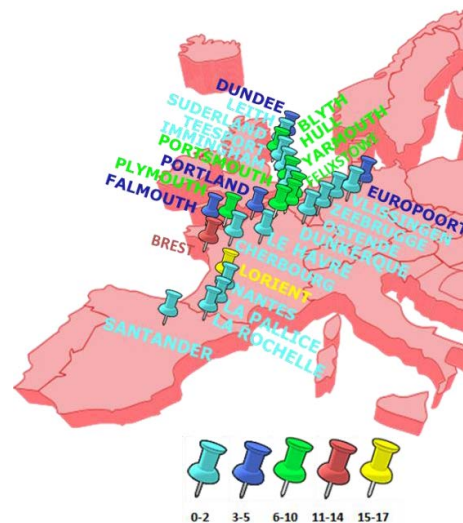 DUNDEE
LEITH
SUDERLAND
TEESPORT
IMMINGHAM
PORTSMOUTH
PORTLAND
PLYMOUTH
FALMOUTH
BREST
BLYTH
HULL
YARMOUTH
FELIXSTOWE
EUROPOORT
VLISSINGEN
ZEEBRUGGE
OSTENDE
DUNKERQUE
LE HAVRE
CHERBOURG
LORIENT
NANTES
LA PALLICE
LA ROCHELLE
SANTANDER
0-2 3-5 6-10 11-14 15-17